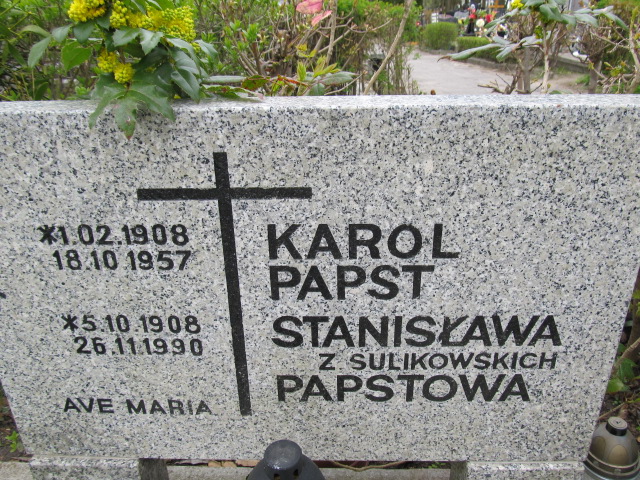 *1.02.1908
18.10 1957
KAROL
PAPST
*5.10 1908
26.11.1990
STANISŁAWA
Z SULIKOWSKICH
PAPSTOWA
AVE MARIA